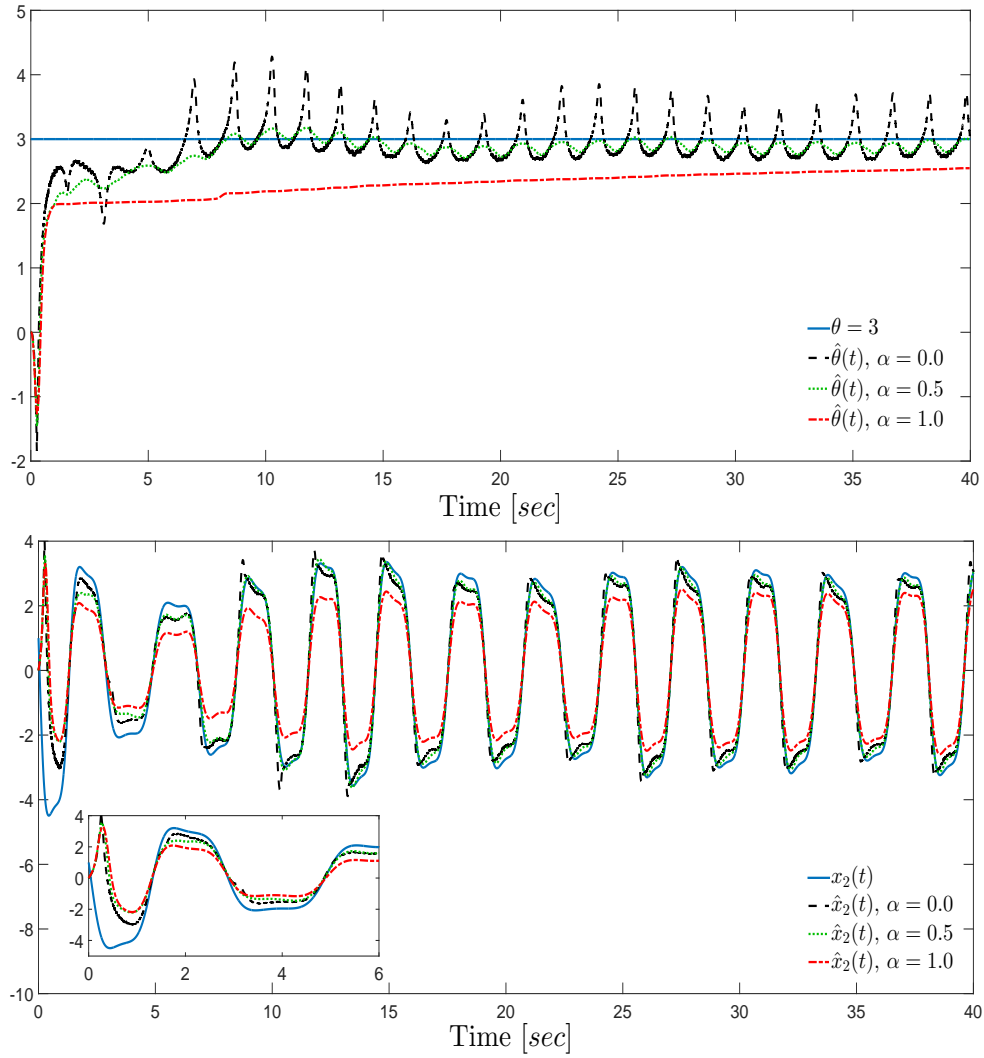 5
4
3
2
1
0
-1
-2
θ = 3
θ̂(t), α = 0.0
θ̂(t), α = 0.5
θ̂(t), α = 1.0
0 5 10 15 20 25 30 35 40
Time [sec]
4
2
0
-2
-4
-6
-8
-10
4
2
0
-2
-4
0 2 4 6
x₂(t)
x̂₂(t), α = 0.0
x̂₂(t), α = 0.5
x̂₂(t), α = 1.0
0 5 10 15 20 25 30 35 40
Time [sec]